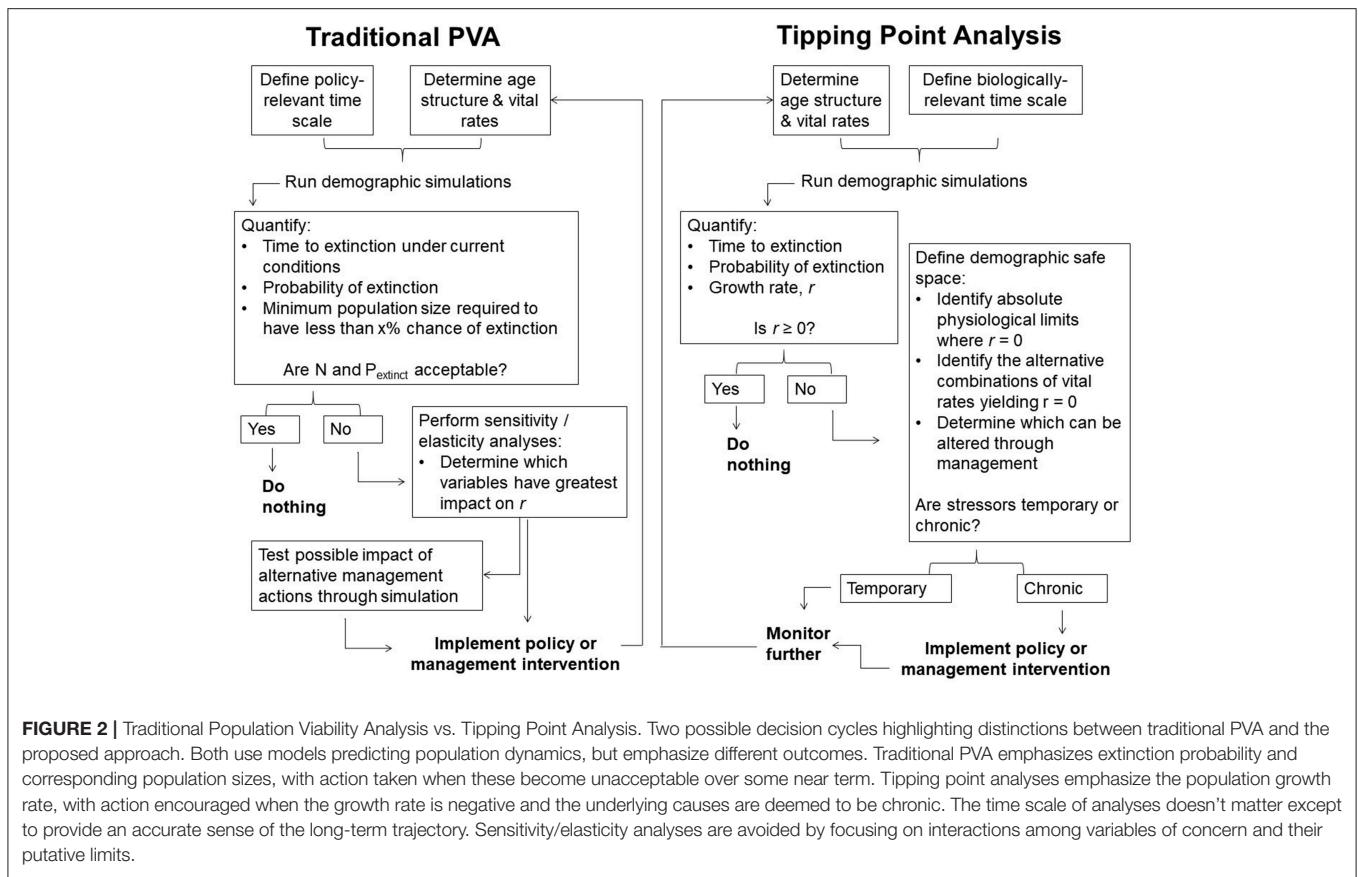 Traditional PVA
Define policy-
relevant time
scale
Determine age
structure & vital
rates
Run demographic simulations
Quantify:
• Time to extinction under current
conditions
• Probability of extinction
• Minimum population size required to
have less than x% chance of extinction
Are N and Pextinct acceptable?
Yes
No
Do
nothing
Perform sensitivity /
elasticity analyses:
• Determine which
variables have greatest
impact on r
Test possible impact of
alternative management
actions through simulation
Implement policy or
management intervention
Tipping Point Analysis
Determine
age structure
& vital rates
Define biologically-
relevant time scale
Run demographic simulations
Quantify:
• Time to extinction
• Probability of extinction
• Growth rate, r
Is r ≥ 0?
Yes
No
Do
nothing
Define demographic safe
space:
• Identify absolute
physiological limits
where r = 0
• Identify the alternative
combinations of vital
rates yielding r = 0
• Determine which can be
altered through
management
Are stressors temporary or
chronic?
Temporary
Chronic
Monitor
further
Implement policy or
management intervention
FIGURE 2 | Traditional Population Viability Analysis vs. Tipping Point Analysis. Two possible decision cycles highlighting distinctions between traditional PVA and the
proposed approach. Both use models predicting population dynamics, but emphasize different outcomes. Traditional PVA emphasizes extinction probability and
corresponding population sizes, with action taken when these become unacceptable over some near term. Tipping point analyses emphasize the population growth
rate, with action encouraged when the growth rate is negative and the underlying causes are deemed to be chronic. The time scale of analyses doesn't matter except
to provide an accurate sense of the long-term trajectory. Sensitivity/elasticity analyses are avoided by focusing on interactions among variables of concern and their
putative limits.